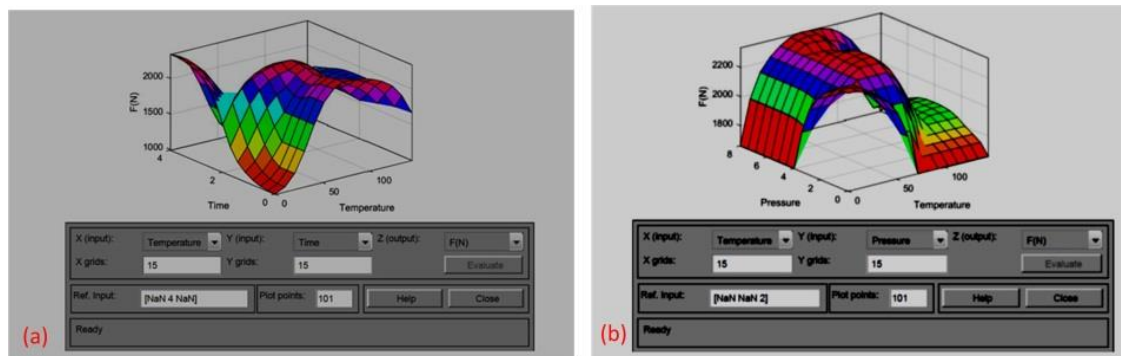 2000
1500
1000
F(N)
4
2
0
0
50
100
Time
Temperature
X (input):
Temperature
Y (input):
Time
Z (output):
F(N)
X grids:
15
Y grids:
15
Evaluate
Ref. Input:
[NaN 4 NaN]
Plot points:
101
Help
Close
Ready
(a)
2200
2000
1800
F(N)
8
6
4
2
0
0
50
100
Pressure
Temperature
X (input):
Temperature
Y (input):
Pressure
Z (output):
F(N)
X grids:
15
Y grids:
15
Evaluate
Ref. Input:
[NaN NaN 2]
Plot points:
101
Help
Close
Ready
(b)